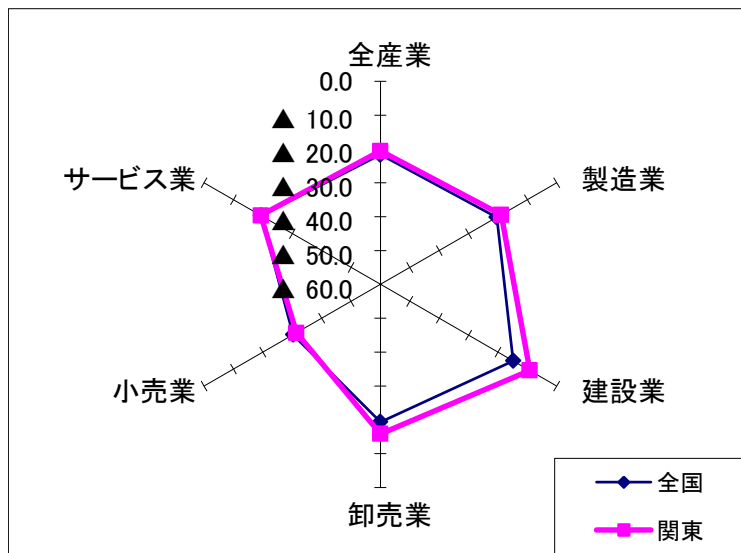 全産業
0.0
▲ 10.0
▲ 20.0
▲ 30.0
▲ 40.0
▲ 50.0
▲ 60.0
サービス業
製造業
小売業
建設業
卸売業
全国
関東